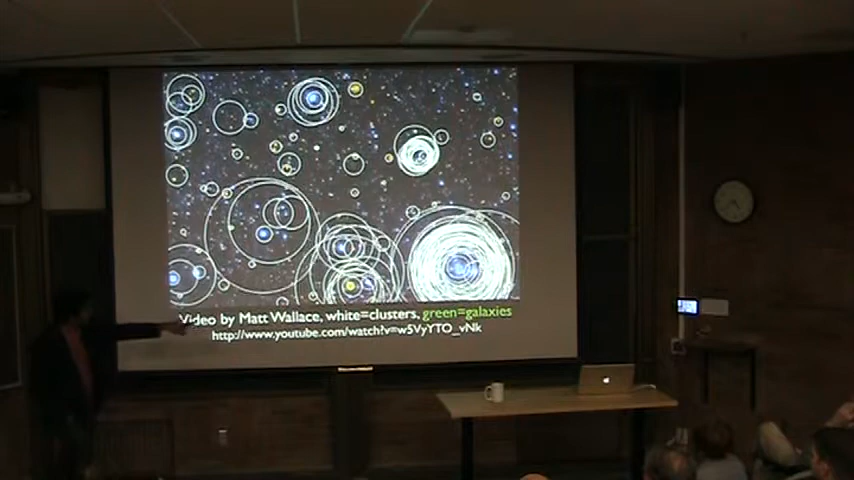 Video by Matt Wallace, white=clusters, green=galaxies
http://www.youtube.com/watch?v=w5VyYTO_vNk